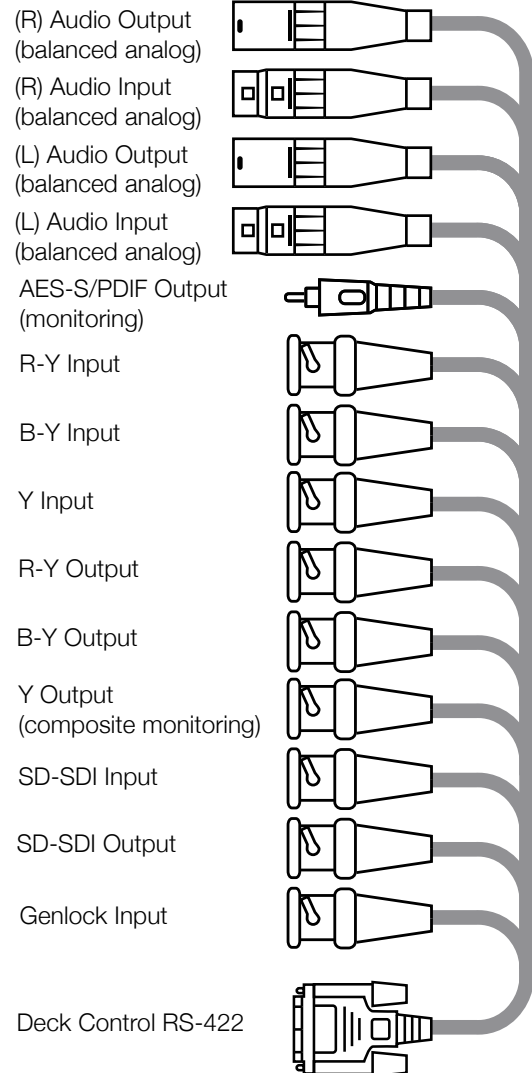 (R) Audio Output
(balanced analog)
(R) Audio Input
(balanced analog)
(L) Audio Output
(balanced analog)
(L) Audio Input
(balanced analog)
AES-S/PDIF Output
(monitoring)
R-Y Input
B-Y Input
Y Input
R-Y Output
B-Y Output
Y Output
(composite monitoring)
SD-SDI Input
SD-SDI Output
Genlock Input
Deck Control RS-422